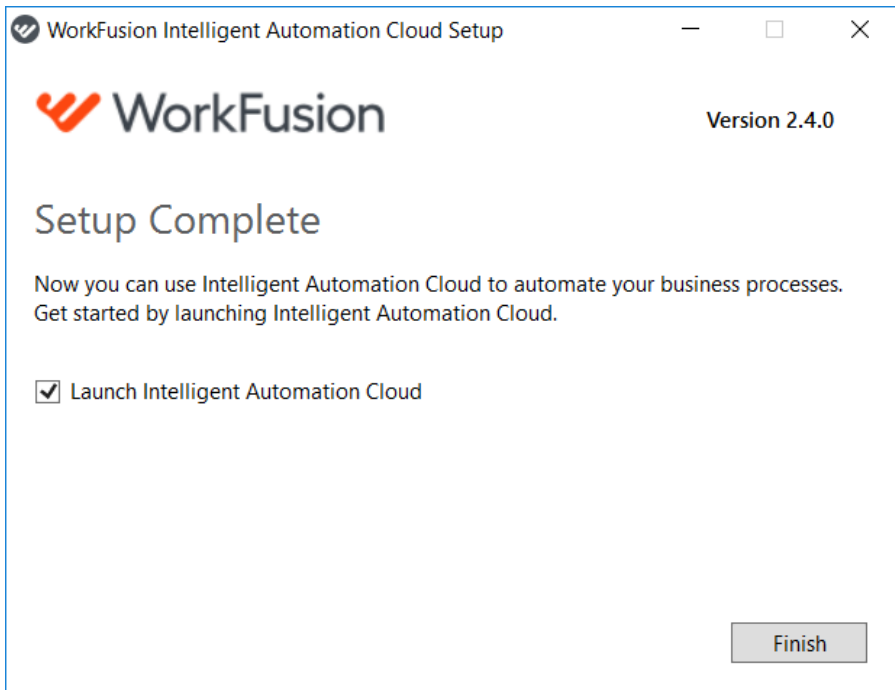 WorkFusion Intelligent Automation Cloud Setup
WorkFusion
Version 2.4.0
Setup Complete
Now you can use Intelligent Automation Cloud to automate your business processes.
Get started by launching Intelligent Automation Cloud.
Launch Intelligent Automation Cloud
Finish